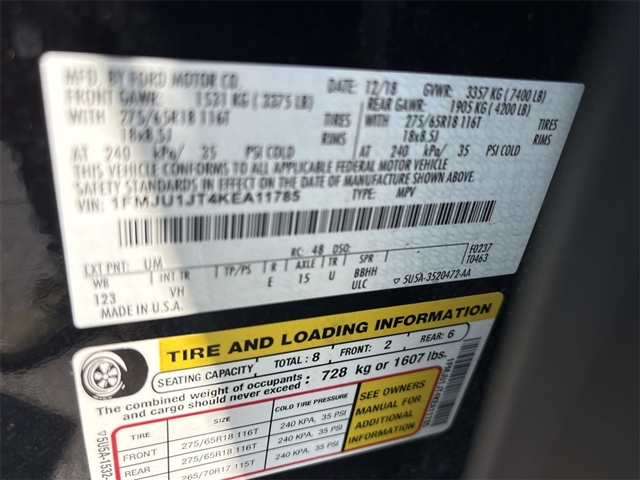 MFD. BY FORD MOTOR CO.
DATE: 12/18 GVWR: 3357 KG (7400 LB)
FRONT GAWR: 1531 KG (3375 LB) REAR GAWR: 1905 KG (4200 LB)
WITH 275/65R18 116T TIRES WITH 275/65R18 116T TIRES
18x8.5J RIMS 18x8.5J RIMS
AT 240 kPa/ 35 PSI COLD AT 240 kPa/ 35 PSI COLD
THIS VEHICLE CONFORMS TO ALL APPLICABLE FEDERAL MOTOR VEHICLE
SAFETY AND THEFT PREVENTION STANDARDS IN EFFECT ON THE DATE OF MANUFACTURE SHOWN ABOVE.
VIN: 1FMJU1JT4KEA11785 TYPE: MPV
F0237
T0463
EXT PNT: UM RC: 48 DSO:
WB INT TR TP/PS R AXLE TR SPR
123 VH E 15 U BBHH
ULC
MADE IN U.S.A. ▽5U5A-3520472-AA
TIRE AND LOADING INFORMATION
SEATING CAPACITY TOTAL: 8 FRONT: 2 REAR: 6
The combined weight of occupants
and cargo should never exceed: 728 kg or 1607 lbs.
TIRE SIZE COLD TIRE PRESSURE
FRONT 275/65R18 116T 240 KPA, 35 PSI
REAR 275/65R18 116T 240 KPA, 35 PSI
265/70R17 115T 240 KPA, 35 PSI
SEE OWNERS
MANUAL FOR
ADDITIONAL
INFORMATION
▽5U5A-1532